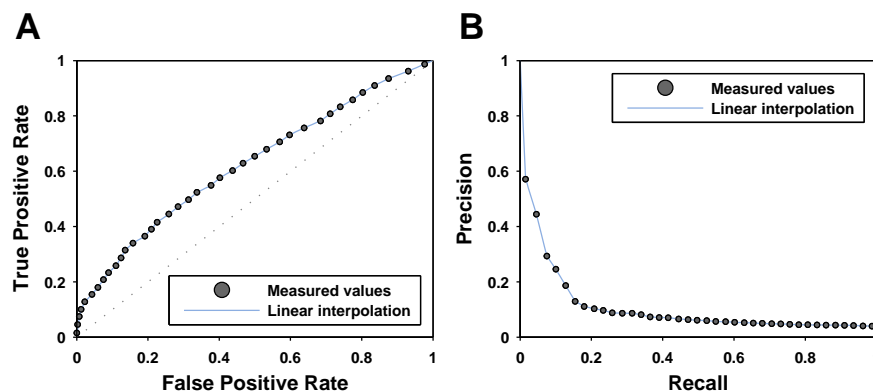 A
True Prositive Rate
1
0.8
0.6
0.4
0.2
0
Measured values
Linear interpolation
0 0.2 0.4 0.6 0.8 1
False Positive Rate
B
Precision
1
0.8
0.6
0.4
0.2
0
Measured values
Linear interpolation
0 0.2 0.4 0.6 0.8
Recall